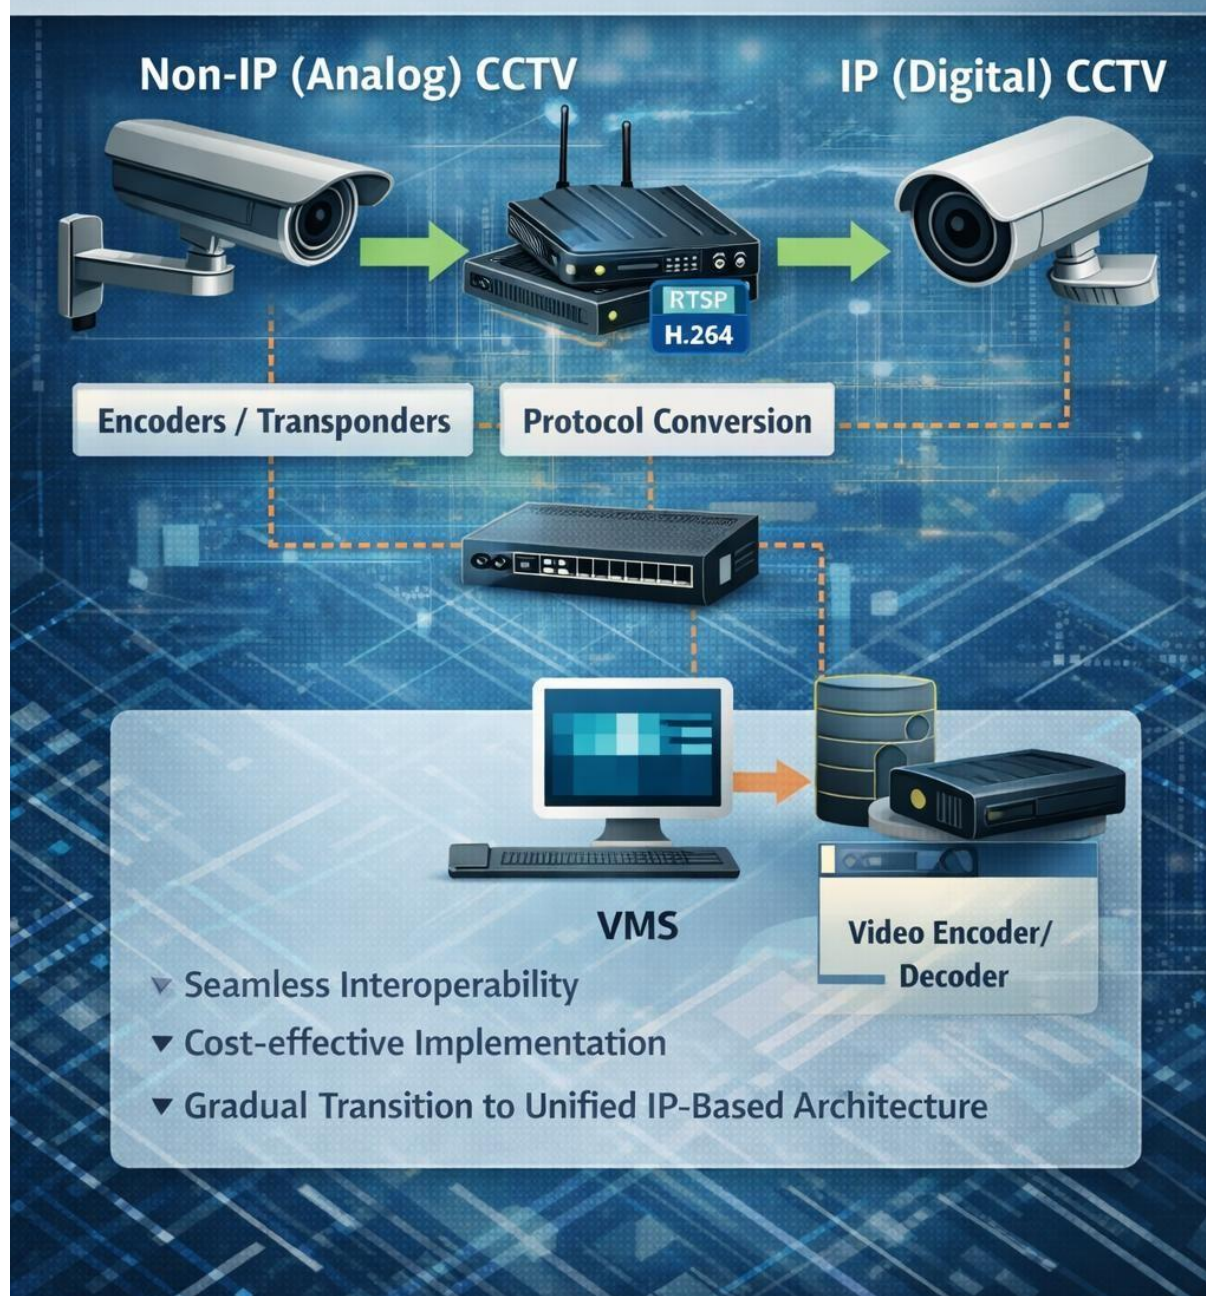 Non-IP (Analog) CCTV
IP (Digital) CCTV
RTSP
H.264
Encoders / Transponders
Protocol Conversion
VMS
Video Encoder/
Decoder
Seamless Interoperability
Cost-effective Implementation
Gradual Transition to Unified IP-Based Architecture